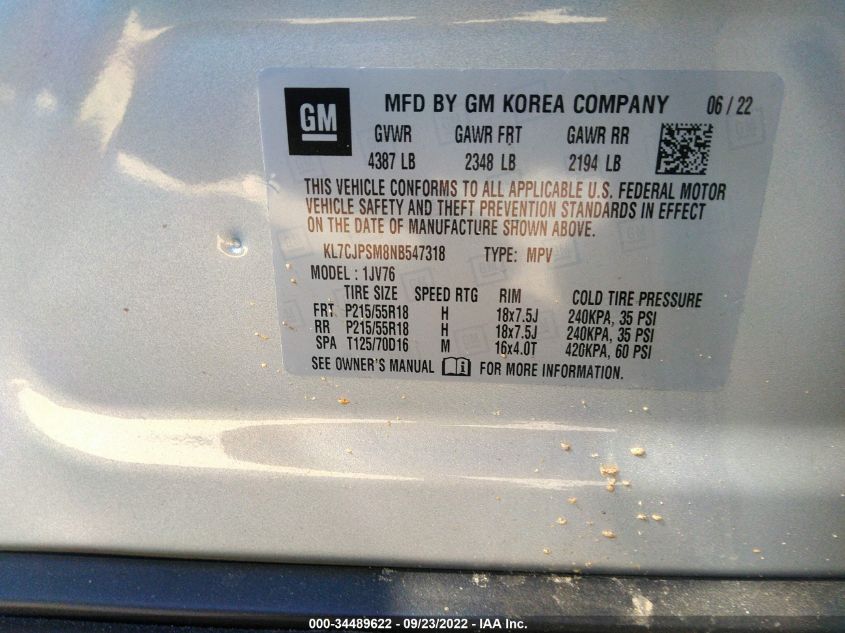 GM
MFD BY GM KOREA COMPANY 06 / 22
GVWR GAWR FRT GAWR RR
4387 LB 2348 LB 2194 LB
THIS VEHICLE CONFORMS TO ALL APPLICABLE U.S. FEDERAL MOTOR
VEHICLE SAFETY AND THEFT PREVENTION STANDARDS IN EFFECT
ON THE DATE OF MANUFACTURE SHOWN ABOVE.
KL7CJPSM8NB547318 TYPE: MPV
MODEL : 1JV76
TIRE SIZE SPEED RTG RIM COLD TIRE PRESSURE
FRT P215/55R18 H 18x7.5J 240KPA, 35 PSI
RR P215/55R18 H 18x7.5J 240KPA, 35 PSI
SPA T125/70D16 M 16x4.0T 420KPA, 60 PSI
SEE OWNER'S MANUAL FOR MORE INFORMATION.
000-34489622 - 09/23/2022 - IAA Inc.